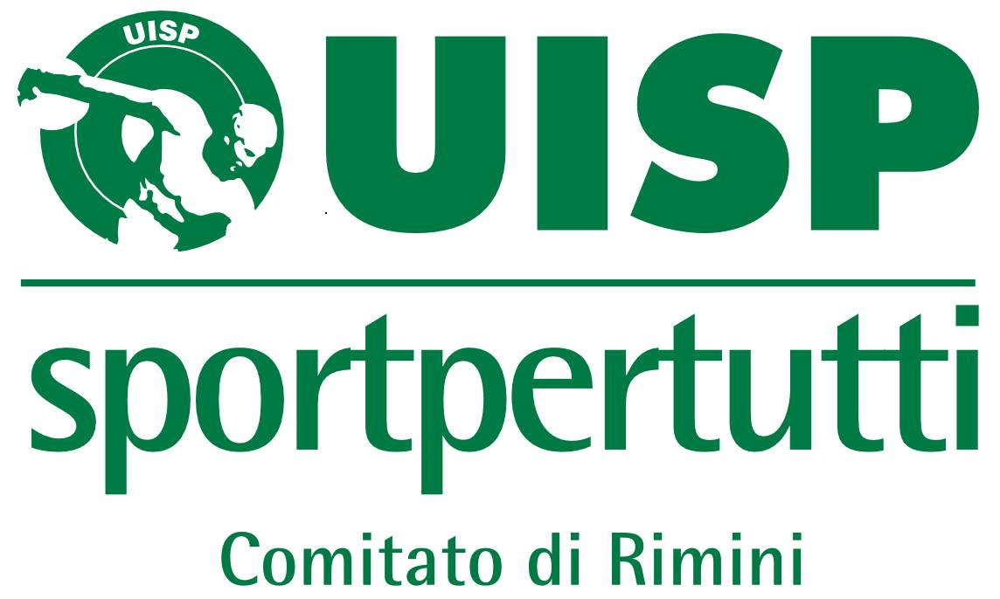 UISP
UISP
sportpertutti
Comitato di Rimini